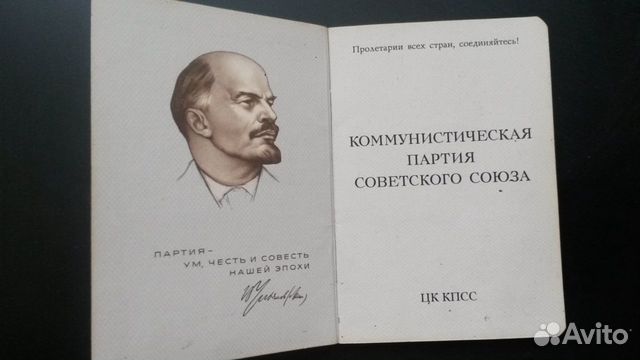 ПАРТИЯ –
УМ, ЧЕСТЬ И СОВЕСТЬ
НАШЕЙ ЭПОХИ
Пролетарии всех стран, соединяйтесь!
КОММУНИСТИЧЕСКАЯ
ПАРТИЯ
СОВЕТСКОГО СОЮЗА
ЦК КПСС
Avito